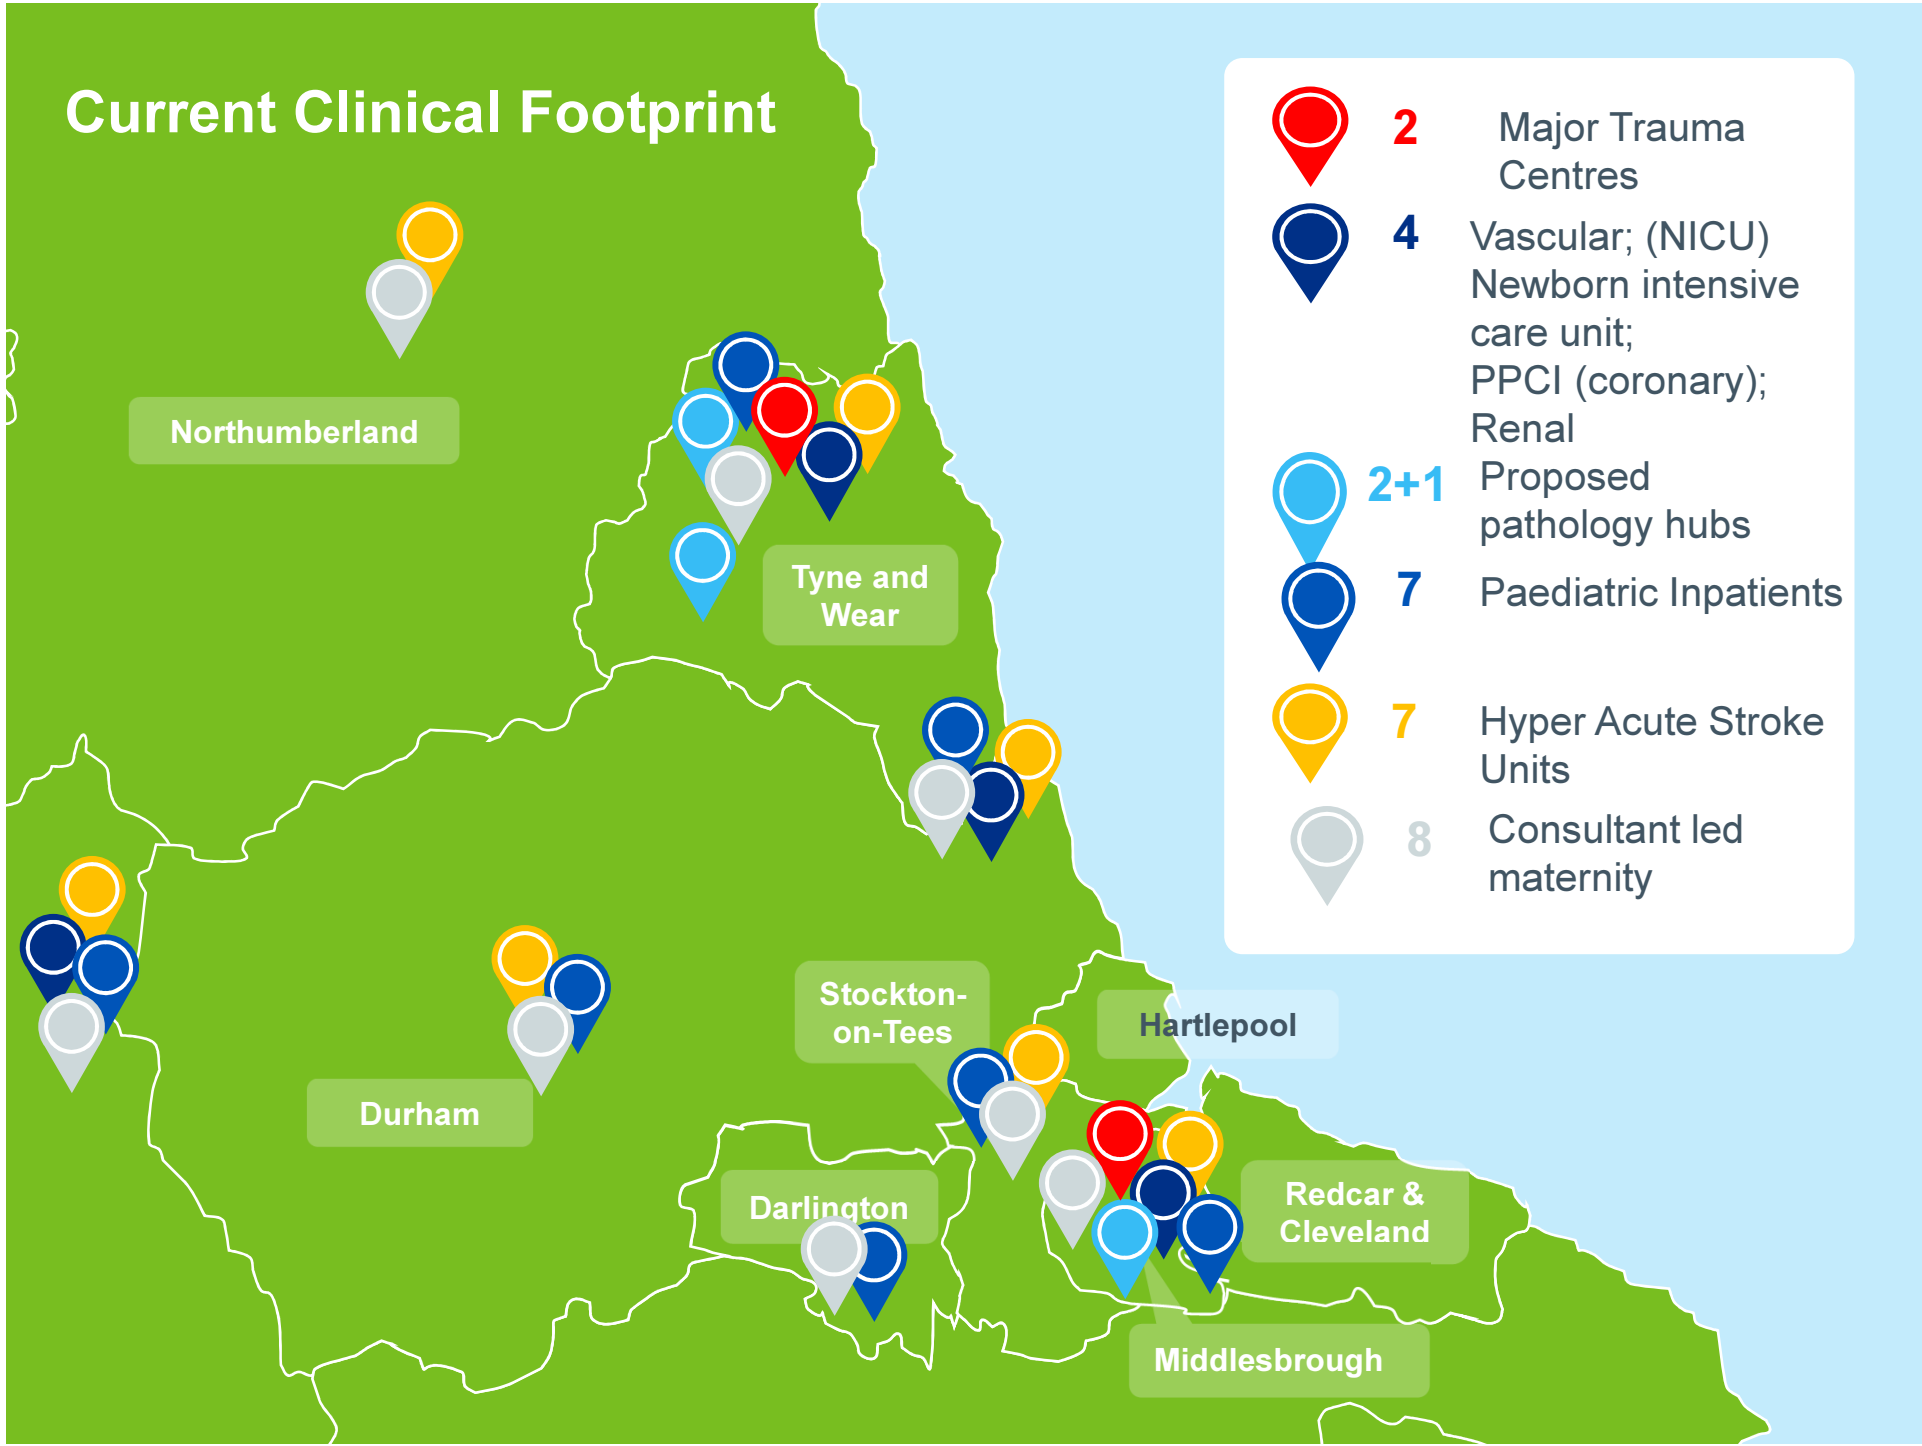 Current Clinical Footprint
2
Major Trauma
Centres
4
Vascular; (NICU)
Newborn intensive
care unit;
PPCI (coronary);
Renal
2+1
Proposed
pathology hubs
7
Paediatric Inpatients
7
Hyper Acute Stroke
Units
8
Consultant led
maternity
Northumberland
Tyne and
Wear
Stockton-
on-Tees
Hartlepool
Durham
Darlington
Redcar &
Cleveland
Middlesbrough